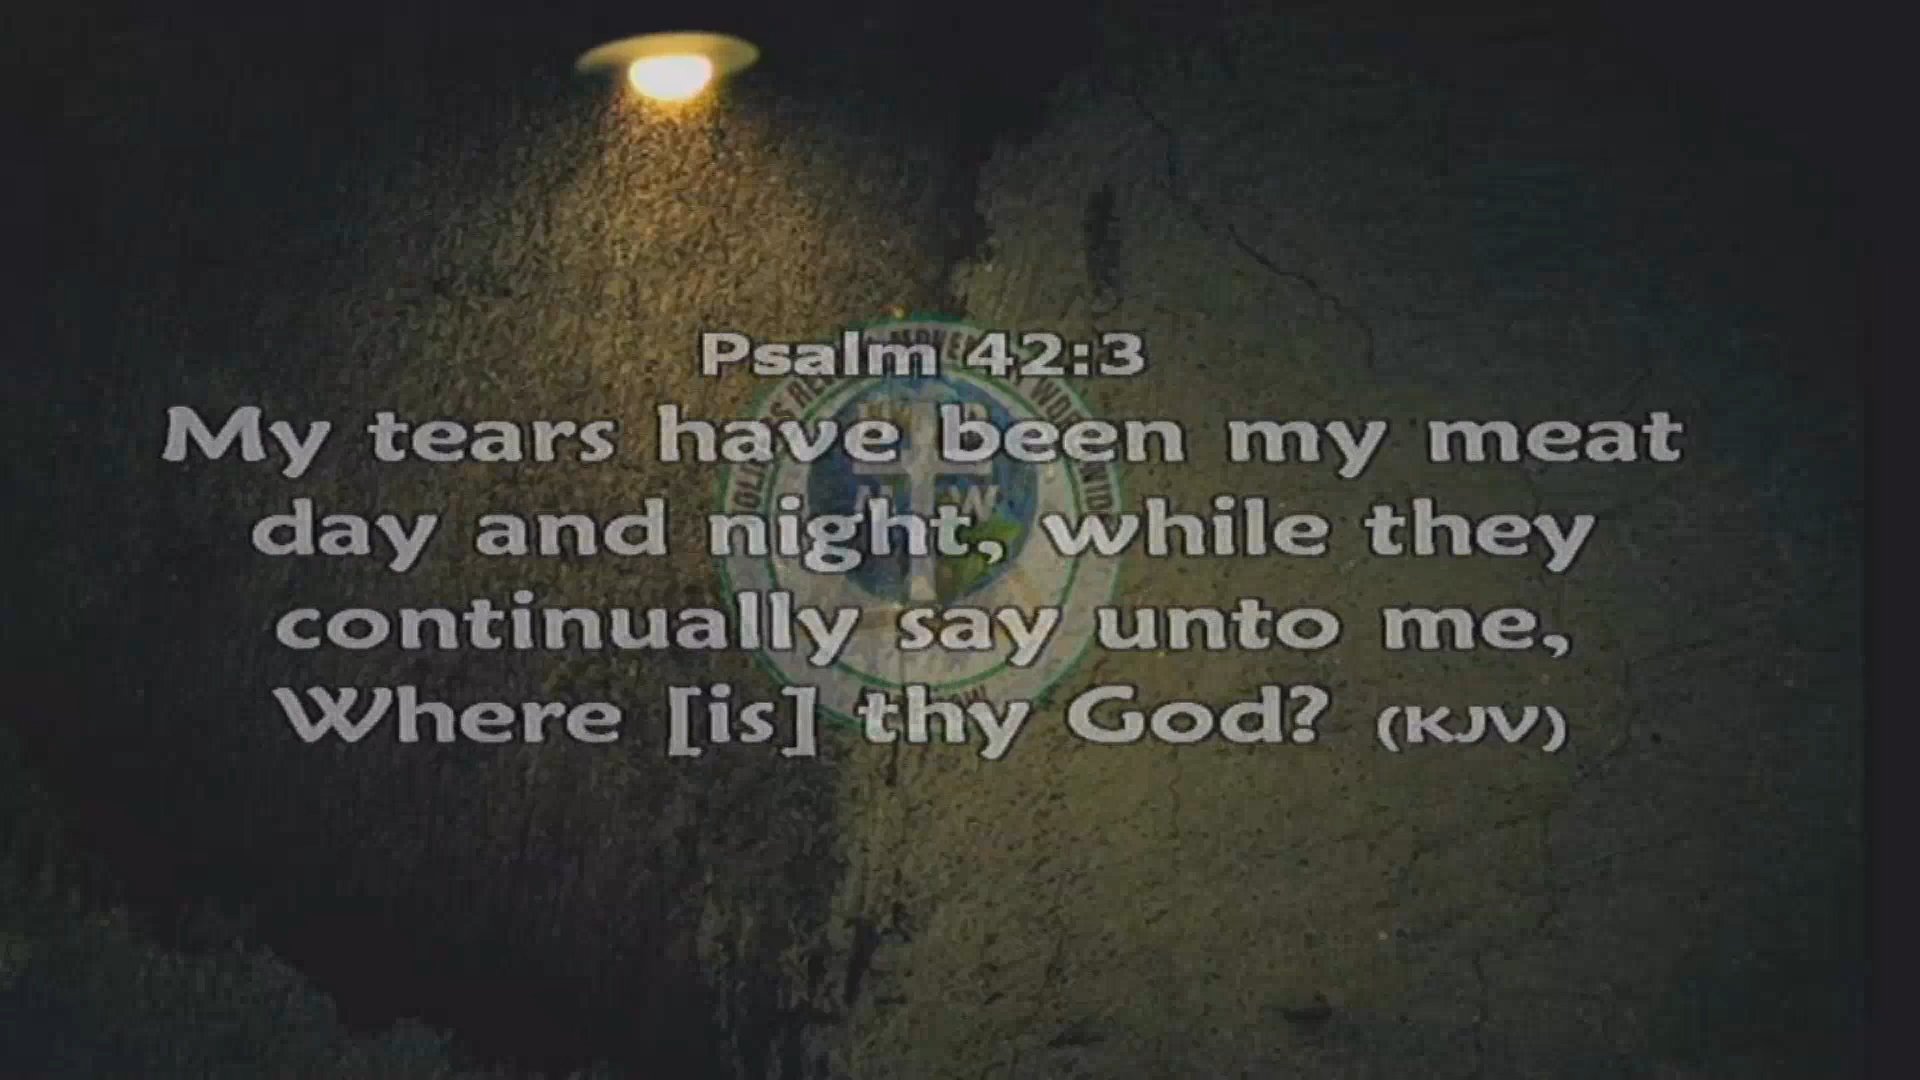 Psalm 42:3
My tears have been my meat
day and night, while they
continually say unto me,
Where [is] thy God? (KJV)